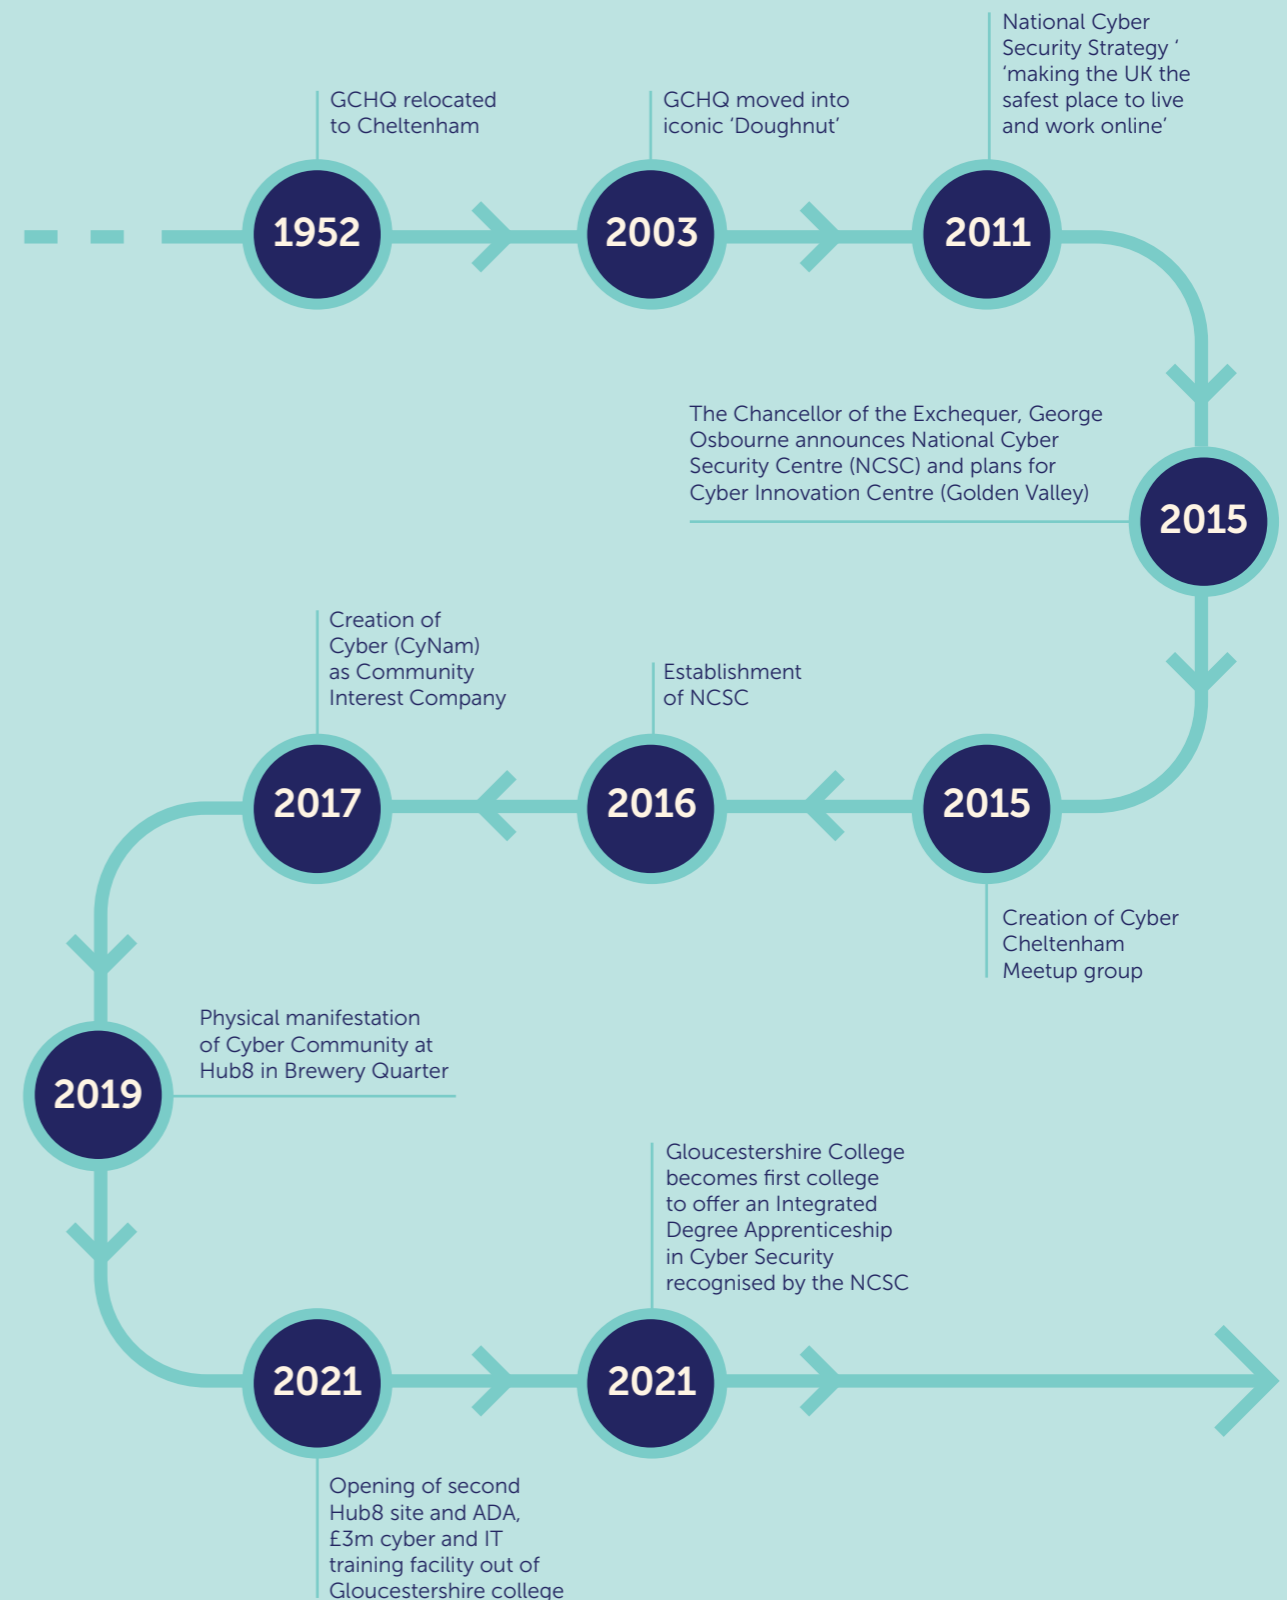 GCHQ relocated
to Cheltenham
1952
GCHQ moved into
iconic ‘Doughnut’
2003
National Cyber
Security Strategy ‘
‘making the UK the
safest place to live
and work online’
2011
The Chancellor of the Exchequer, George
Osbourne announces National Cyber
Security Centre (NCSC) and plans for
Cyber Innovation Centre (Golden Valley)
2015
2015
Creation of Cyber
Cheltenham
Meetup group
Establishment
of NCSC
2016
Creation of
Cyber (CyNam)
as Community
Interest Company
2017
Physical manifestation
of Cyber Community at
Hub8 in Brewery Quarter
2019
2021
Opening of second
Hub8 site and ADA,
£3m cyber and IT
training facility out of
Gloucestershire college
Gloucestershire College
becomes first college
to offer an Integrated
Degree Apprenticeship
in Cyber Security
recognised by the NCSC
2021